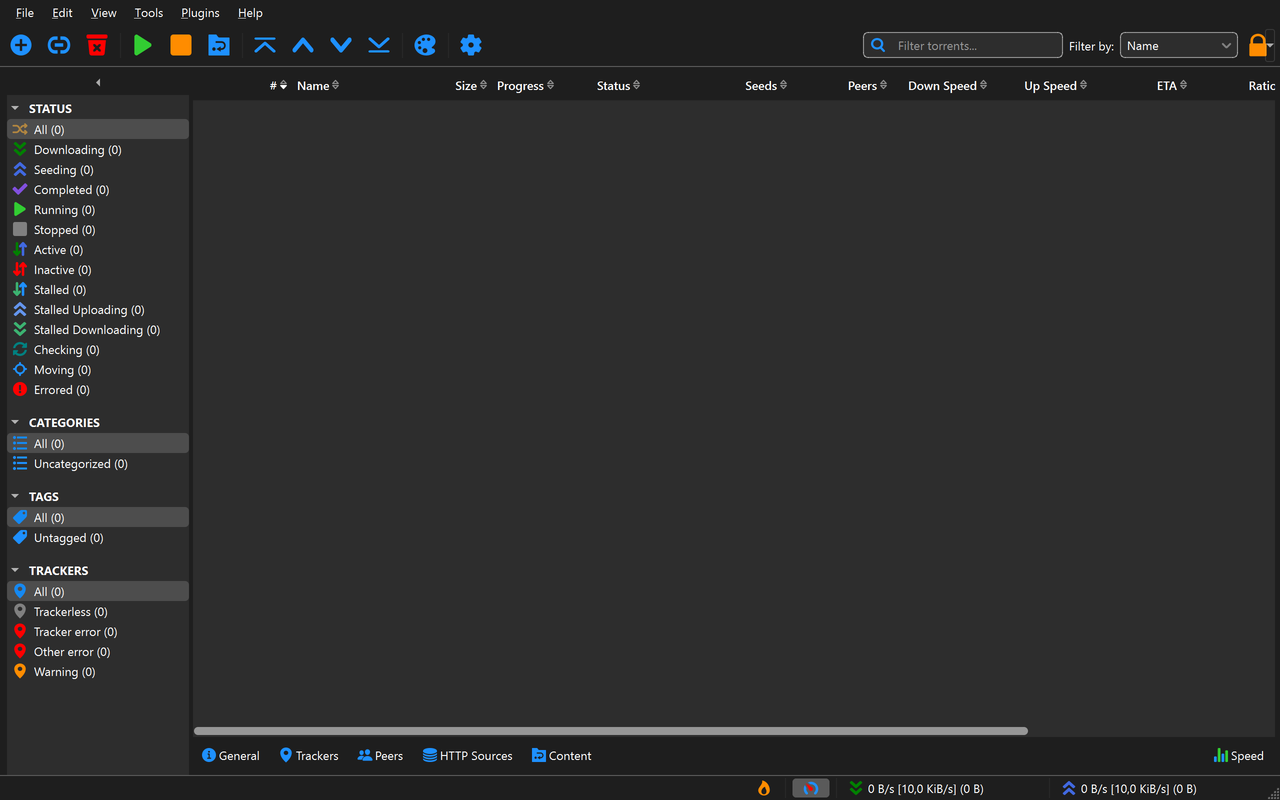 File Edit View Tools Plugins Help
Filter torrents... Filter by: Name
# Name Size Progress Status Seeds Peers Down Speed Up Speed ETA Ratio
STATUS
All (0)
Downloading (0)
Seeding (0)
Completed (0)
Running (0)
Stopped (0)
Active (0)
Inactive (0)
Stalled (0)
Stalled Uploading (0)
Stalled Downloading (0)
Checking (0)
Moving (0)
Errored (0)
CATEGORIES
All (0)
Uncategorized (0)
TAGS
All (0)
Untagged (0)
TRACKERS
All (0)
Trackerless (0)
Tracker error (0)
Other error (0)
Warning (0)
General Trackers Peers HTTP Sources Content Speed
0 B/s [10,0 KiB/s] (0 B) 0 B/s [10,0 KiB/s] (0 B)